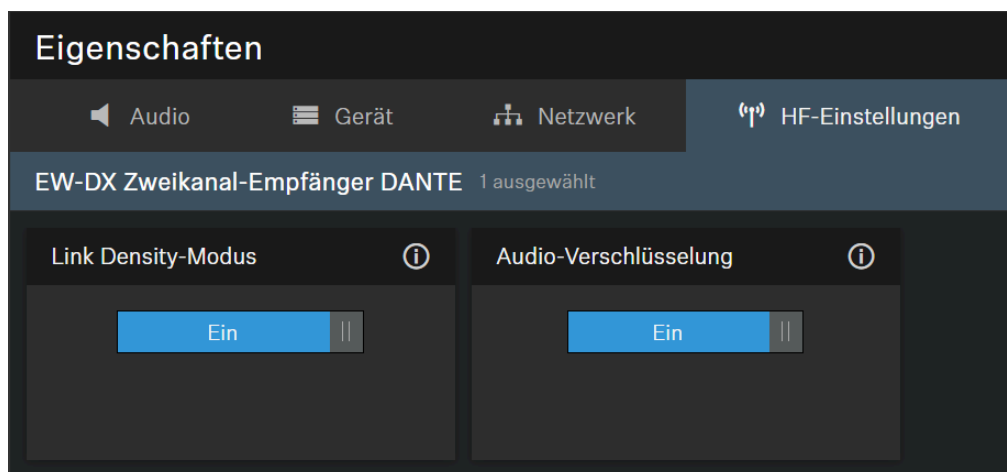 Eigenschaften
Audio Gerät Netzwerk HF-Einstellungen
EW-DX Zweikanal-Empfänger DANTE 1 ausgewählt
Link Density-Modus Audio-Verschlüsselung
Ein Ein